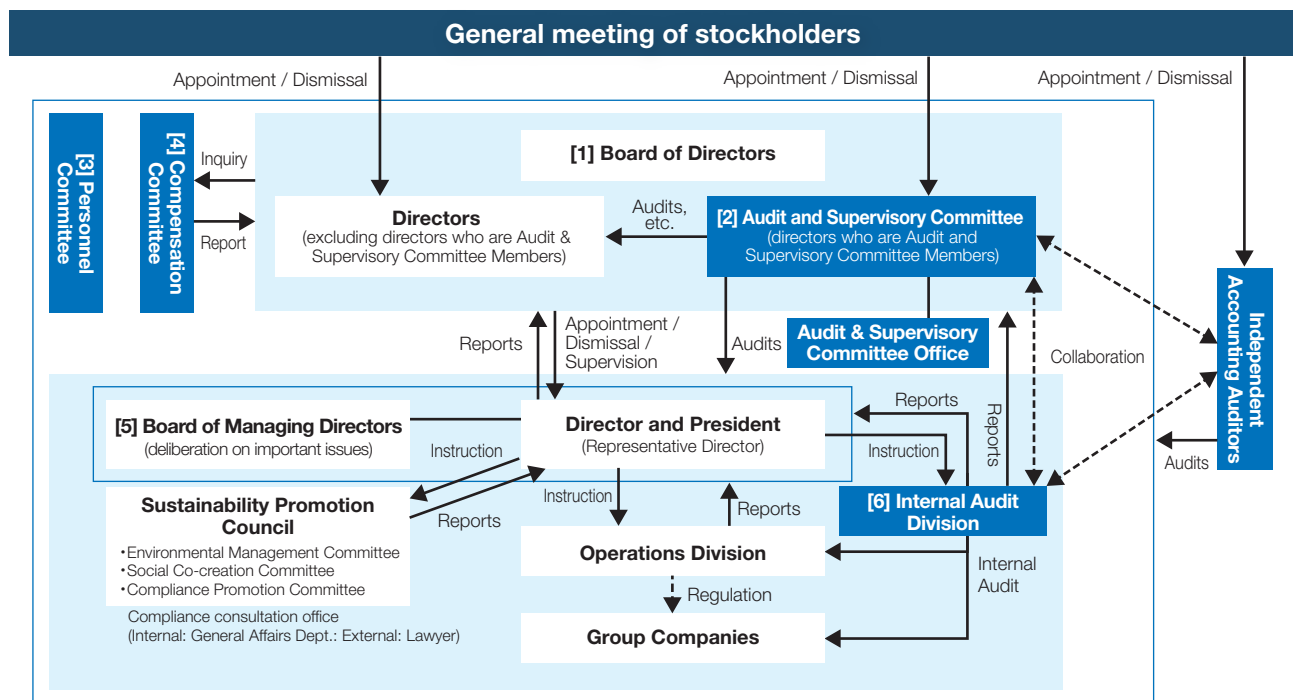 General meeting of stockholders
Appointment / Dismissal
Appointment / Dismissal
Appointment / Dismissal
[3] Personnel
Committee
[4] Compensation
Committee
Inquiry
Report
[1] Board of Directors
Directors
(excluding directors who are Audit &
Supervisory Committee Members)
Audits,
etc.
[2] Audit and Supervisory Committee
(directors who are Audit and
Supervisory Committee Members)
Independent
Accounting Auditors
Reports
Appointment /
Dismissal /
Supervision
Audits
Audit & Supervisory
Committee Office
Reports
Collaboration
[5] Board of Managing Directors
(deliberation on important issues)
Director and President
(Representative Director)
Reports
Instruction
Instruction
Audits
Sustainability Promotion
Council
•Environmental Management Committee
•Social Co-creation Committee
•Compliance Promotion Committee
Reports
Instruction
Reports
[6] Internal Audit
Division
Operations Division
Internal
Audit
Regulation
Compliance consultation office
(Internal: General Affairs Dept.: External: Lawyer)
Group Companies